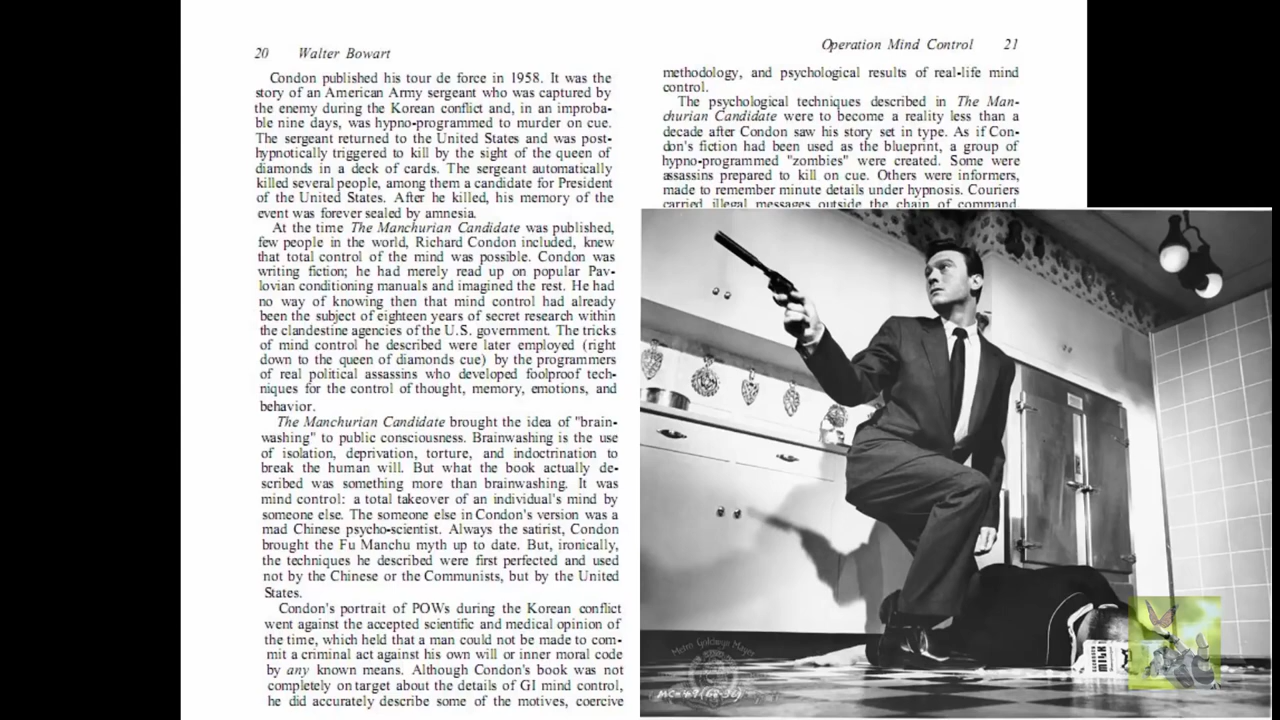 20 Walter Bowart
Condon published his tour de force in 1958. It was the
story of an American Army sergeant who was captured by
the enemy during the Korean conflict and, in an improba-
ble nine days, was hypno-programmed to murder on cue.
The sergeant returned to the United States and was post-
hypnotically triggered to kill by the sight of the queen of
diamonds in a deck of cards. The sergeant automatically
killed several people, among them a candidate for President
of the United States. After he killed, his memory of the
event was forever sealed by amnesia.
At the time The Manchurian Candidate was published,
few people in the world, Richard Condon included, knew
that total control of the mind was possible. Condon was
writing fiction; he had merely read up on popular Pav-
lovian conditioning manuals and imagined the rest. He had
no way of knowing then that mind control had already
been the subject of eighteen years of secret research within
the clandestine agencies of the U.S. government. The tricks
of mind control he described were later employed (right
down to the queen of diamonds cue) by the programmers
of real political assassins who developed foolproof tech-
niques for the control of thought, memory, emotions, and
behavior.
The Manchurian Candidate brought the idea of "brain-
washing" to public consciousness. Brainwashing is the use
of isolation, deprivation, torture, and indoctrination to
break the human will. But what the book actually de-
scribed was something more than brainwashing. It was
mind control: a total takeover of an individual's mind by
someone else. The someone else in Condon's version was a
mad Chinese psycho-scientist. Always the satirist, Condon
brought the Fu Manchu myth up to date. But, ironically,
the techniques he described were first perfected and used
not by the Chinese or the Communists, but by the United
States.
Condon's portrait of POWs during the Korean conflict
went against the accepted scientific and medical opinion of
the time, which held that a man could not be made to com-
mit a criminal act against his own will or inner moral code
by any known means. Although Condon's book was not
completely on target about the details of GI mind control,
he did accurately describe some of the motives, coercive
Operation Mind Control 21
methodology, and psychological results of real-life mind
control.
The psychological techniques described in The Man-
churian Candidate were to become a reality less than a
decade after Condon saw his story set in type. As if Con-
don's fiction had been used as the blueprint, a group of
hypno-programmed "zombies" were created. Some were
assassins prepared to kill on cue. Others were informers,
made to remember minute details under hypnosis. Couriers
carried illegal messages outside the chain of command.
MILK
Metro Goldwyn Mayer